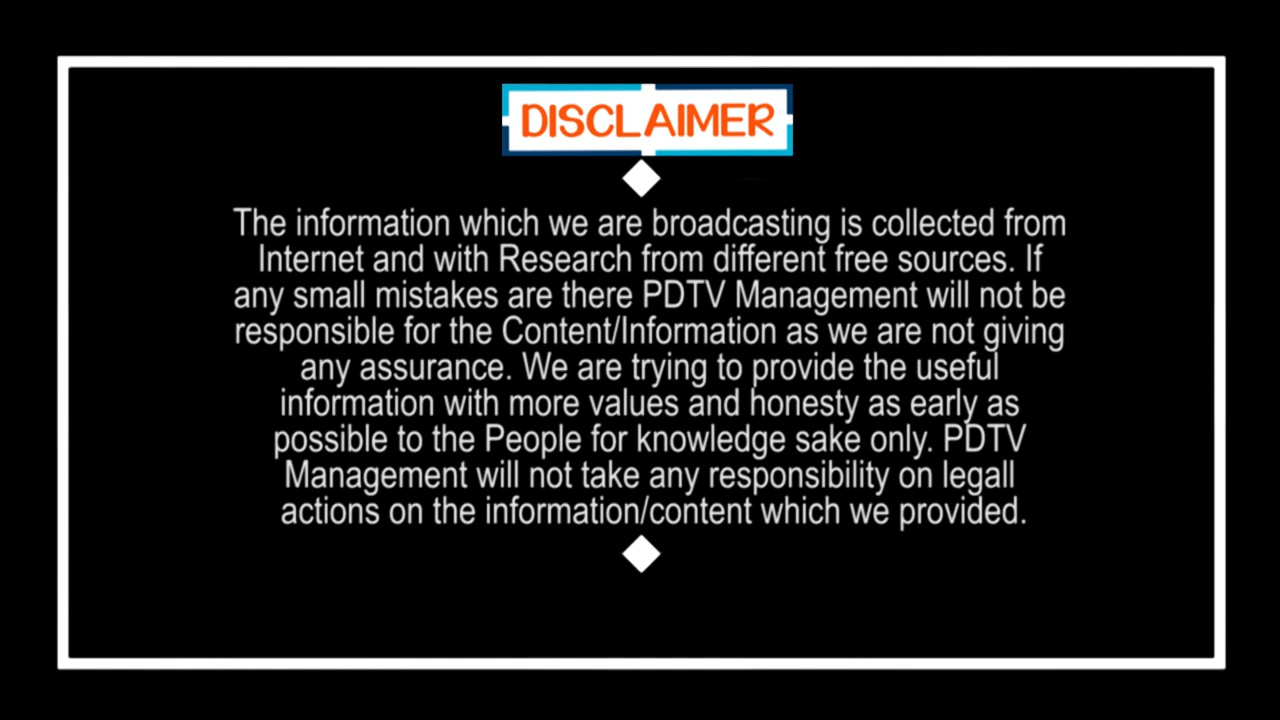 DISCLAIMER
The information which we are broadcasting is collected from
Internet and with Research from different free sources. If
any small mistakes are there PDTV Management will not be
responsible for the Content/Information as we are not giving
any assurance. We are trying to provide the useful
information with more values and honesty as early as
possible to the People for knowledge sake only. PDTV
Management will not take any responsibility on legall
actions on the information/content which we provided.